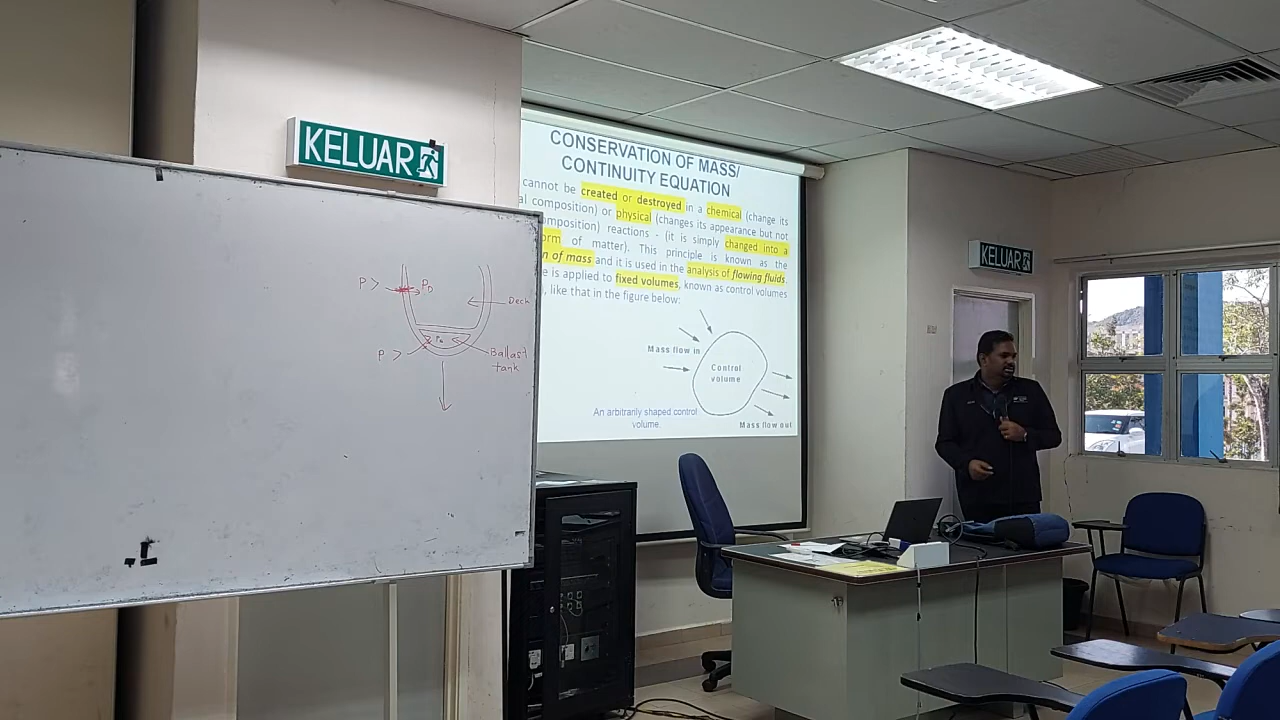 KELUAR
CONSERVATION OF MASS/
CONTINUITY EQUATION
cannot be created or destroyed in a chemical (change its
al composition) or physical (changes its appearance but not
mposition) reactions - (it is simply changed into a
orm of matter). This principle is known as the
n of mass and it is used in the analysis of flowing fluids.
e is applied to fixed volumes, known as control volumes
, like that in the figure below:
Mass flow in
Control
volume
An arbitrarily shaped control
volume
Mass flow out
KELUAR
P >
Deck
P >
Ballast
tank